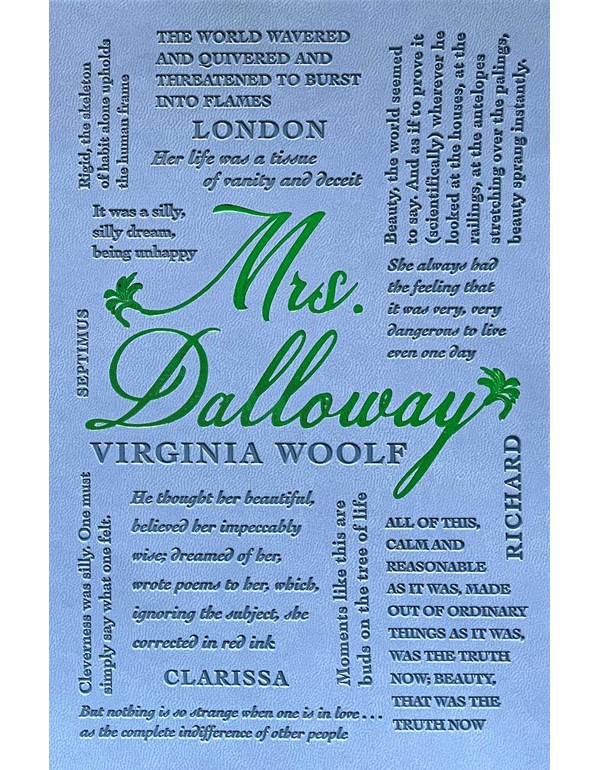 Rigid, the skeleton
of habit alone upholds
the human frame
THE WORLD WAVERED
AND QUIVERED AND
THREATENED TO BURST
INTO FLAMES
LONDON
Her life was a tissue
of vanity and deceit
Beauty, the world seemed
to say. And as if to prove it
(scientifically) wherever he
looked at the houses, at the
railings, at the antelopes
stretching over the palings,
beauty sprang instantly.
It was a silly,
silly dream,
being unhappy
Mrs.
Dalloway
She always had
the feeling that
it was very, very
dangerous to live
even one day
SEPTIMUS
VIRGINIA WOOLF
RICHARD
Cleverness was silly. One must
simply say what one felt.
He thought her beautiful,
believed her impeccably
wise; dreamed of her,
wrote poems to her, which,
ignoring the subject, she
corrected in red ink
CLARISSA
Moments like this are
buds on the tree of life
ALL OF THIS,
CALM AND
REASONABLE
AS IT WAS, MADE
OUT OF ORDINARY
THINGS AS IT WAS,
WAS THE TRUTH
NOW; BEAUTY,
THAT WAS THE
TRUTH NOW
But nothing is so strange when one is in love . . .
as the complete indifference of other people